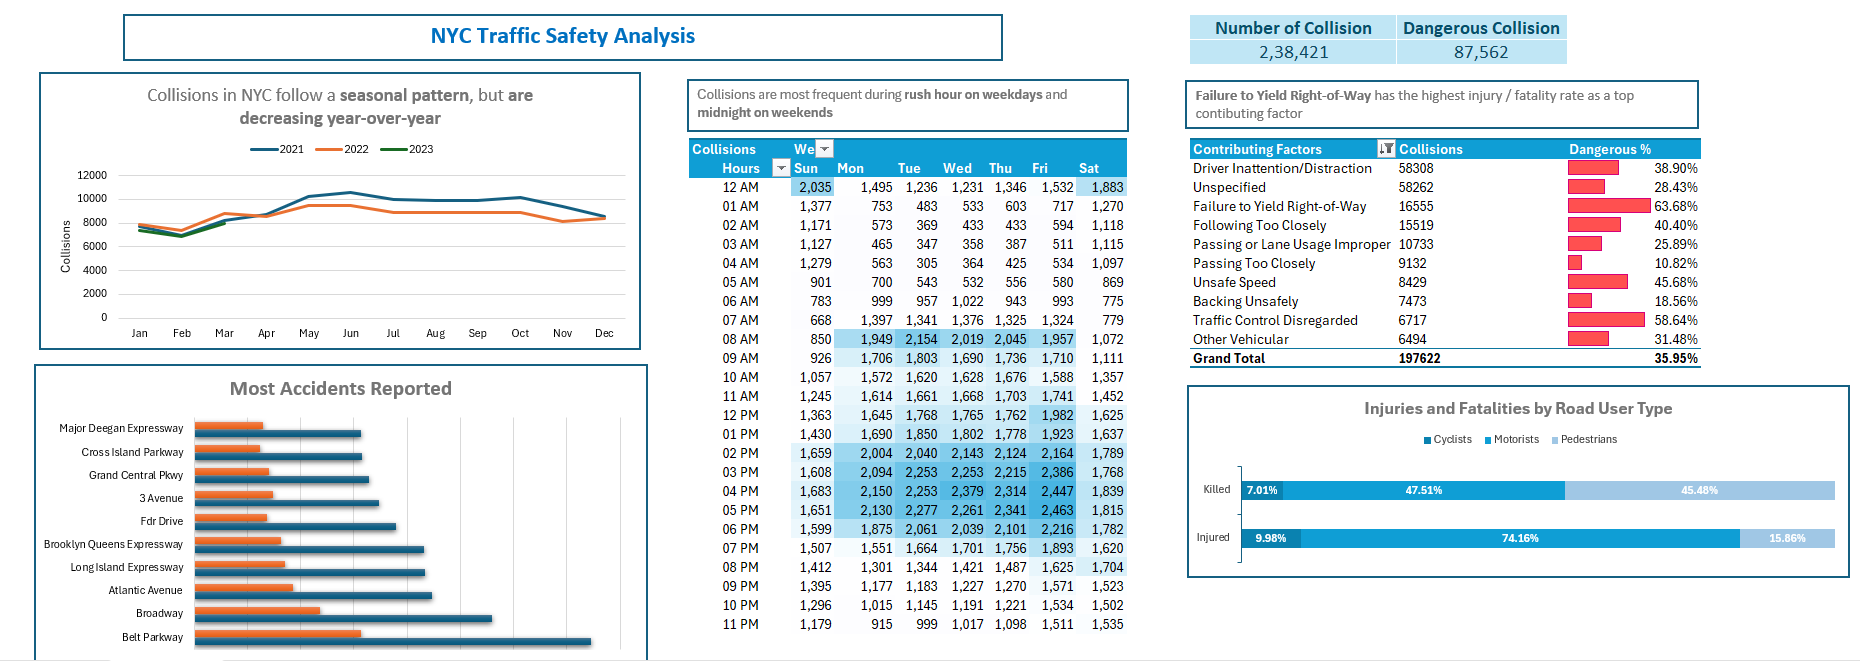 NYC Traffic Safety Analysis
Number of Collision Dangerous Collision
2,38,421 87,562
Collisions in NYC follow a seasonal pattern, but are
decreasing year-over-year
2021 2022 2023
12000
10000
8000
6000
4000
2000
0
Collisions
Jan Feb Mar Apr May Jun Jul Aug Sep Oct Nov Dec
Most Accidents Reported
Major Deegan Expressway
Cross Island Parkway
Grand Central Pkwy
3 Avenue
Fdr Drive
Brooklyn Queens Expressway
Long Island Expressway
Atlantic Avenue
Broadway
Belt Parkway
Collisions are most frequent during rush hour on weekdays and
midnight on weekends
Collisions We
Hours Sun Mon Tue Wed Thu Fri Sat
12 AM 2,035 1,495 1,236 1,231 1,346 1,532 1,883
01 AM 1,377 753 483 533 603 717 1,270
02 AM 1,171 573 369 433 433 594 1,118
03 AM 1,127 465 347 358 387 511 1,115
04 AM 1,279 563 305 364 425 534 1,097
05 AM 901 700 543 532 556 580 869
06 AM 783 999 957 1,022 943 993 775
07 AM 668 1,397 1,341 1,376 1,325 1,324 779
08 AM 850 1,949 2,154 2,019 2,045 1,957 1,072
09 AM 926 1,706 1,803 1,690 1,736 1,710 1,111
10 AM 1,057 1,572 1,620 1,628 1,676 1,588 1,357
11 AM 1,245 1,614 1,661 1,668 1,703 1,741 1,452
12 PM 1,363 1,645 1,768 1,765 1,762 1,982 1,625
01 PM 1,430 1,690 1,850 1,802 1,778 1,923 1,637
02 PM 1,659 2,004 2,040 2,143 2,124 2,164 1,789
03 PM 1,608 2,094 2,253 2,253 2,215 2,386 1,768
04 PM 1,683 2,150 2,253 2,379 2,314 2,447 1,839
05 PM 1,651 2,130 2,277 2,261 2,341 2,463 1,815
06 PM 1,599 1,875 2,061 2,039 2,101 2,216 1,782
07 PM 1,507 1,551 1,664 1,701 1,756 1,893 1,620
08 PM 1,412 1,301 1,344 1,421 1,487 1,625 1,704
09 PM 1,395 1,177 1,183 1,227 1,270 1,571 1,523
10 PM 1,296 1,015 1,145 1,191 1,221 1,534 1,502
11 PM 1,179 915 999 1,017 1,098 1,511 1,535
Failure to Yield Right-of-Way has the highest injury / fatality rate as a top
contibuting factor
Contributing Factors Collisions Dangerous %
Driver Inattention/Distraction 58308 38.90%
Unspecified 58262 28.43%
Failure to Yield Right-of-Way 16555 63.68%
Following Too Closely 15519 40.40%
Passing or Lane Usage Improper 10733 25.89%
Passing Too Closely 9132 10.82%
Unsafe Speed 8429 45.68%
Backing Unsafely 7473 18.56%
Traffic Control Disregarded 6717 58.64%
Other Vehicular 6494 31.48%
Grand Total 197622 35.95%
Injuries and Fatalities by Road User Type
Cyclists Motorists Pedestrians
Killed 7.01% 47.51% 45.48%
Injured 9.98% 74.16% 15.86%